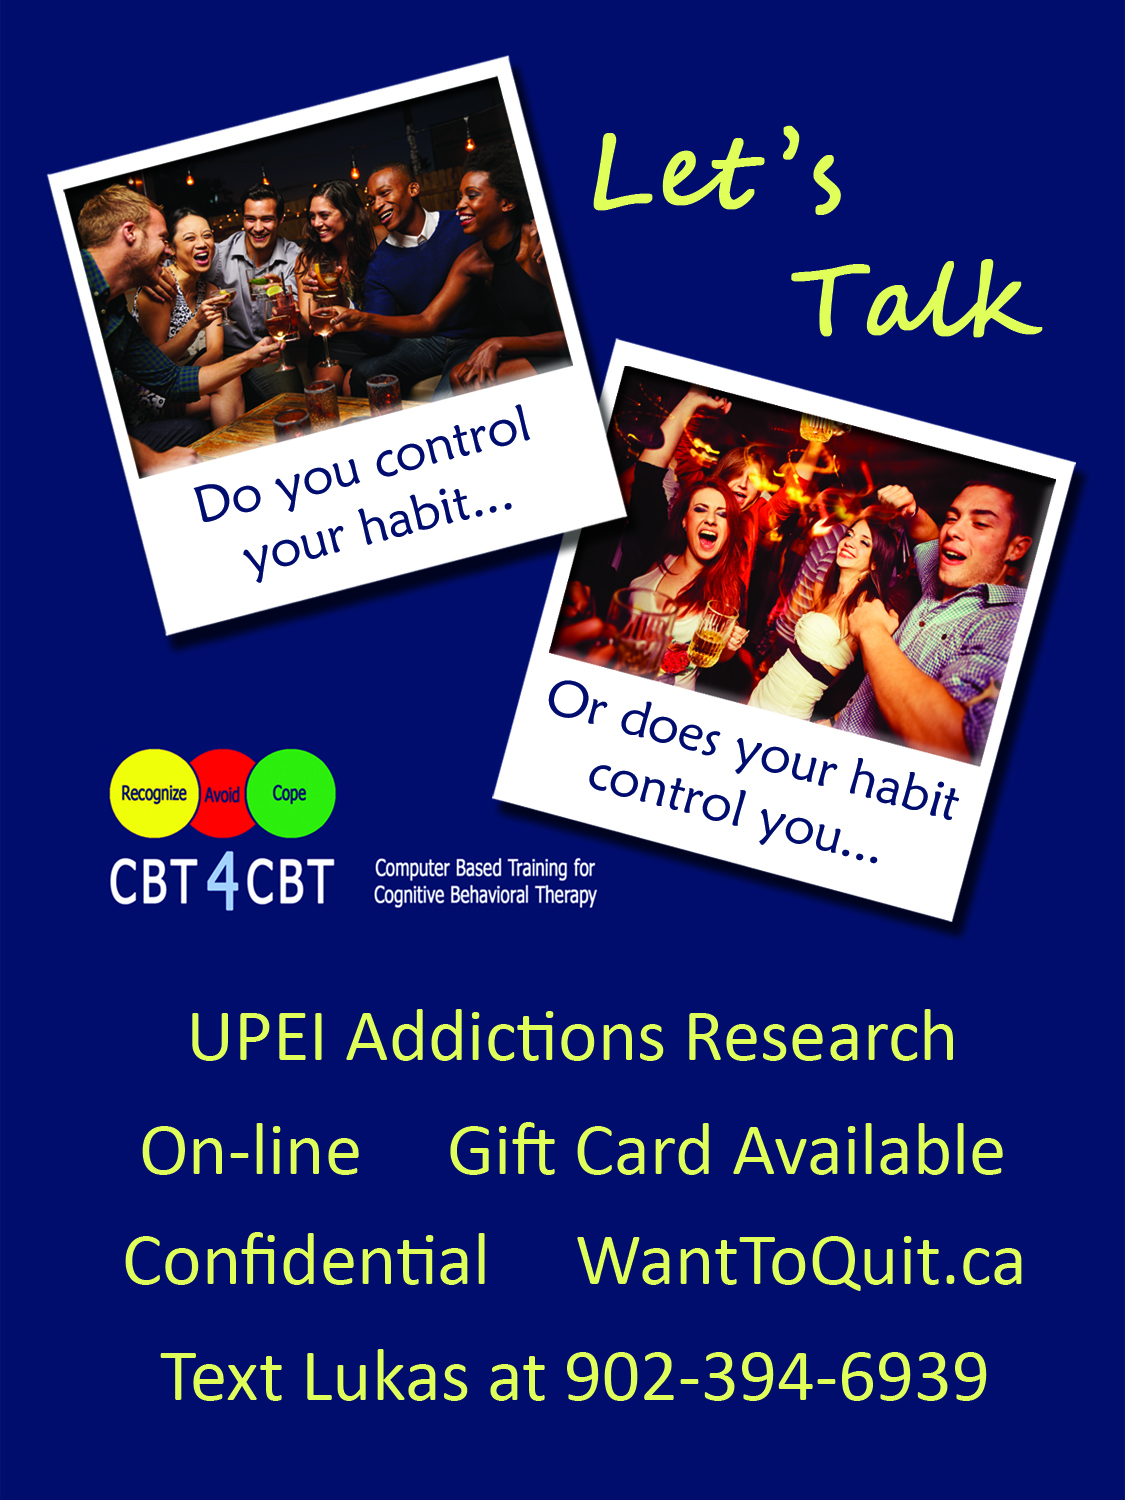 Let's
Talk
Do you control
your habit...
Or does your habit
control you...
Recognize Avoid Cope
CBT4CBT
Computer Based Training for
Cognitive Behavioral Therapy
UPEI Addictions Research
On-line Gift Card Available
Confidential WantToQuit.ca
Text Lukas at 902-394-6939